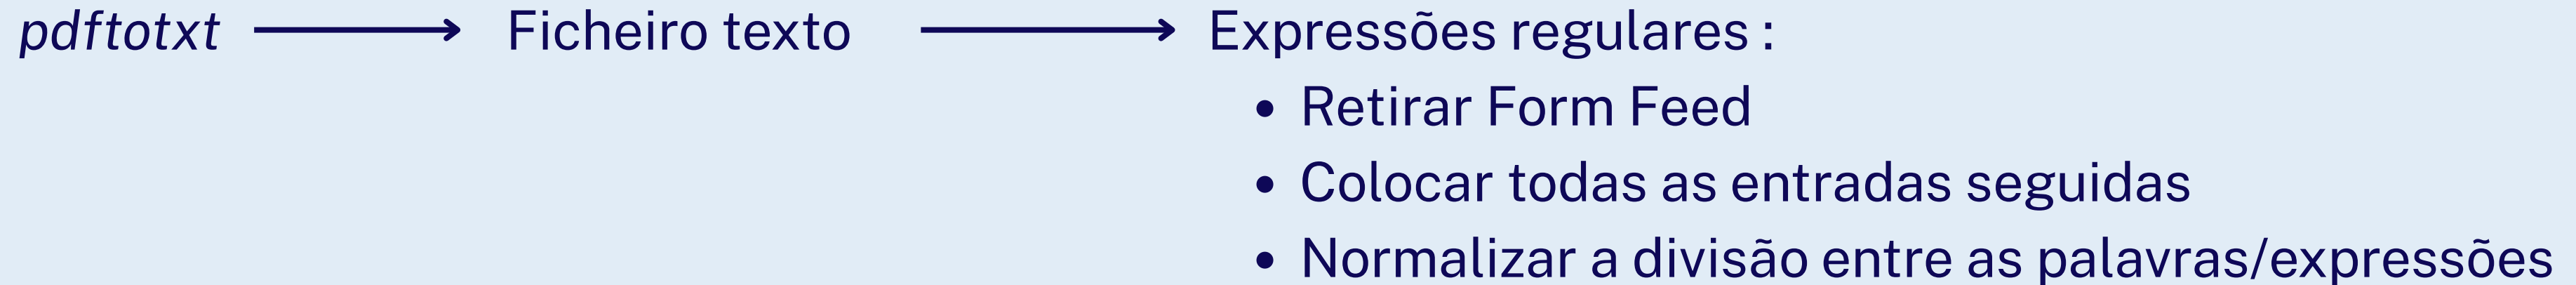 pdftotxt Ficheiro texto Expressões regulares :
Retirar Form Feed
Colocar todas as entradas seguidas
Normalizar a divisão entre as palavras/expressões